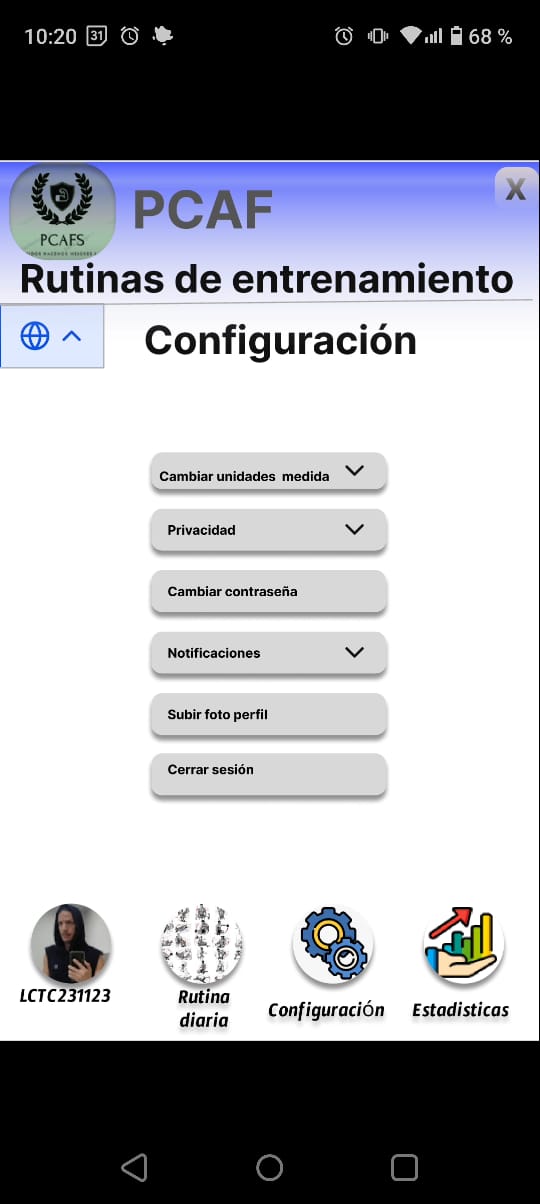 10:20 31 68 %
PCAFS
PCAF
X
Rutinas de entrenamiento
Configuración
Cambiar unidades medida
Privacidad
Cambiar contraseña
Notificaciones
Subir foto perfil
Cerrar sesión
LCTC231123
Rutina
diaria
Configuración
Estadisticas